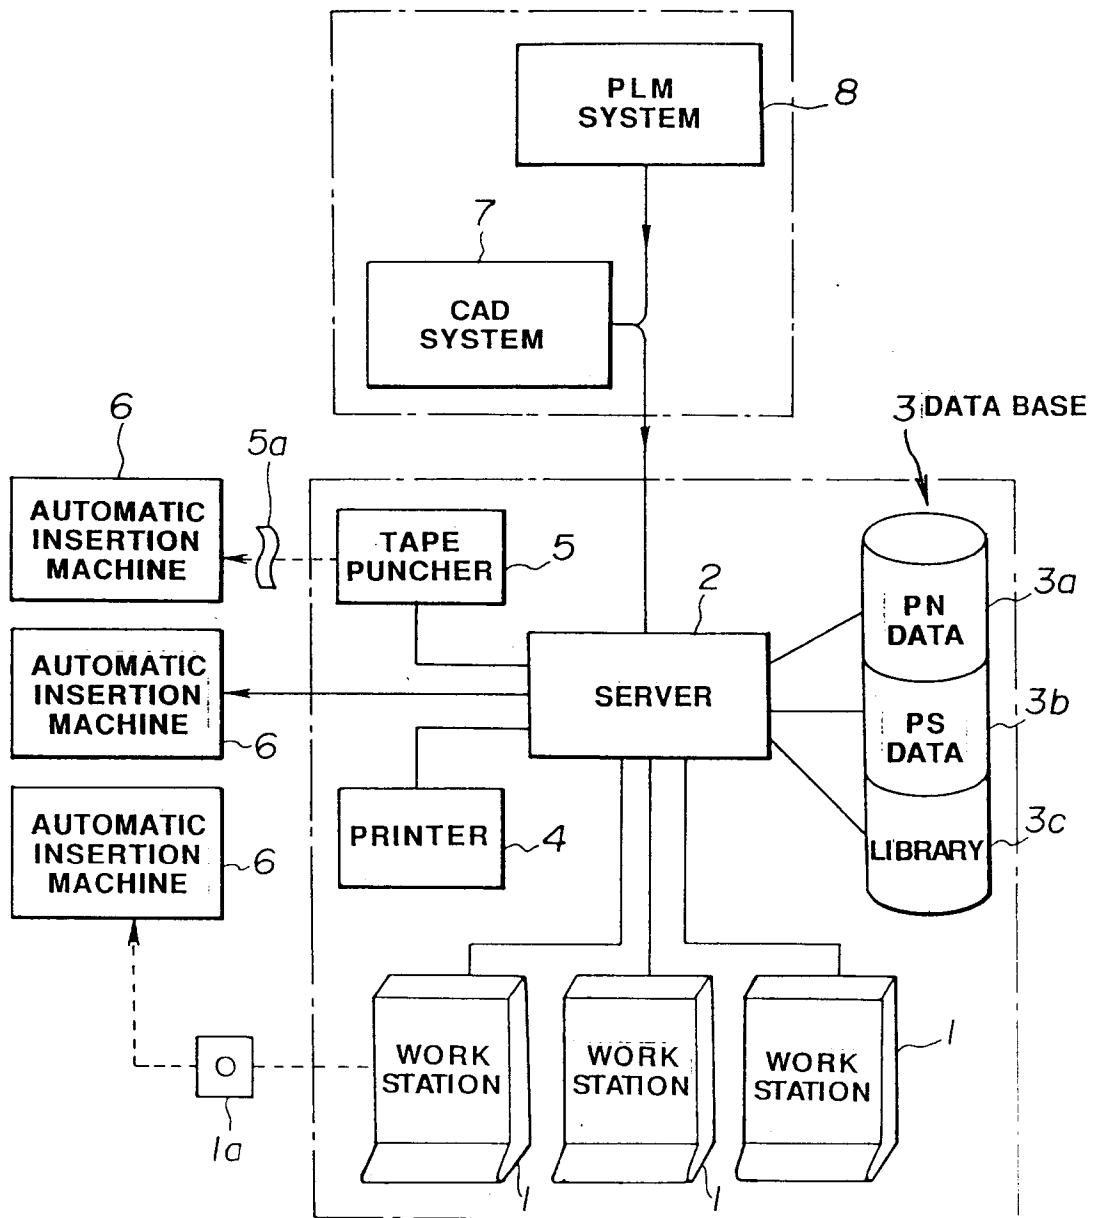 PLM
SYSTEM
8
7
CAD
SYSTEM
3 DATA BASE
6
5a
AUTOMATIC
INSERTION
MACHINE
TAPE
PUNCHER
5
2
3a
PN
DATA
AUTOMATIC
INSERTION
MACHINE
6
SERVER
3b
PS
DATA
AUTOMATIC
INSERTION
MACHINE
6
PRINTER
4
3c
LIBRARY
WORK
STATION
1
WORK
STATION
1
WORK
STATION
1
1a